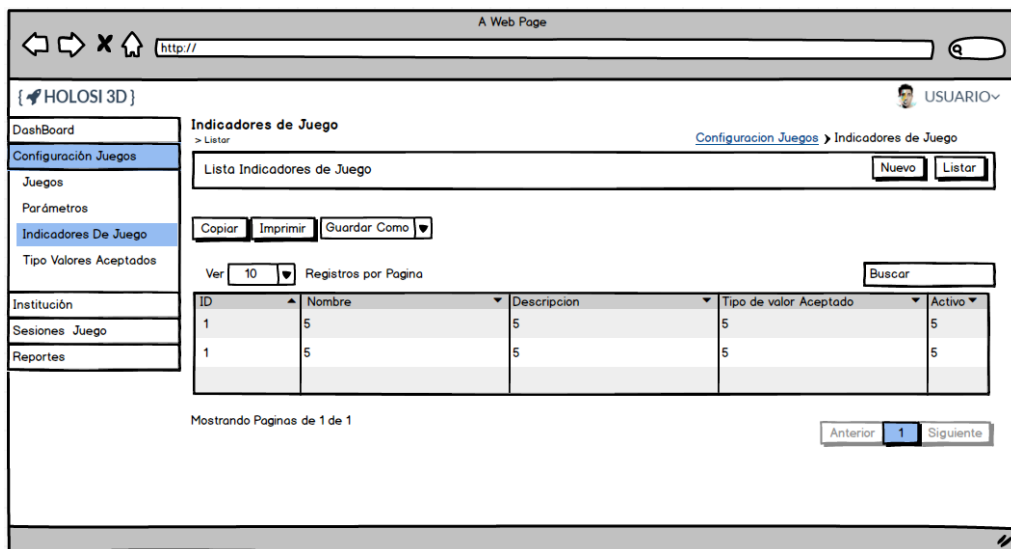 A Web Page
http://
{ HOLOSI 3D }
USUARIO
DashBoard
Configuración Juegos
Juegos
Parámetros
Indicadores De Juego
Tipo Valores Aceptados
Institución
Sesiones Juego
Reportes
Indicadores de Juego
> Listar
Configuracion Juegos > Indicadores de Juego
Lista Indicadores de Juego
Nuevo Listar
Copiar Imprimir Guardar Como
Ver 10 Registros por Pagina
Buscar
ID Nombre Descripcion Tipo de valor Aceptado Activo
1 5 5 5 5
1 5 5 5 5
Mostrando Paginas de 1 de 1
Anterior 1 Siguiente